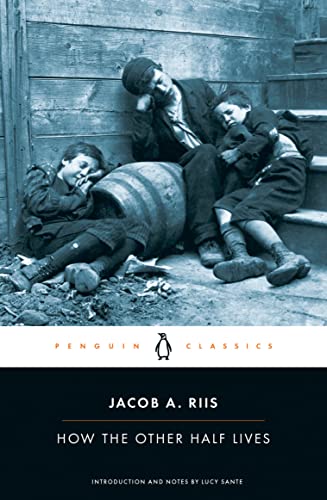 PENGUIN CLASSICS
JACOB A. RIIS
HOW THE OTHER HALF LIVES
INTRODUCTION AND NOTES BY LUCY SANTE